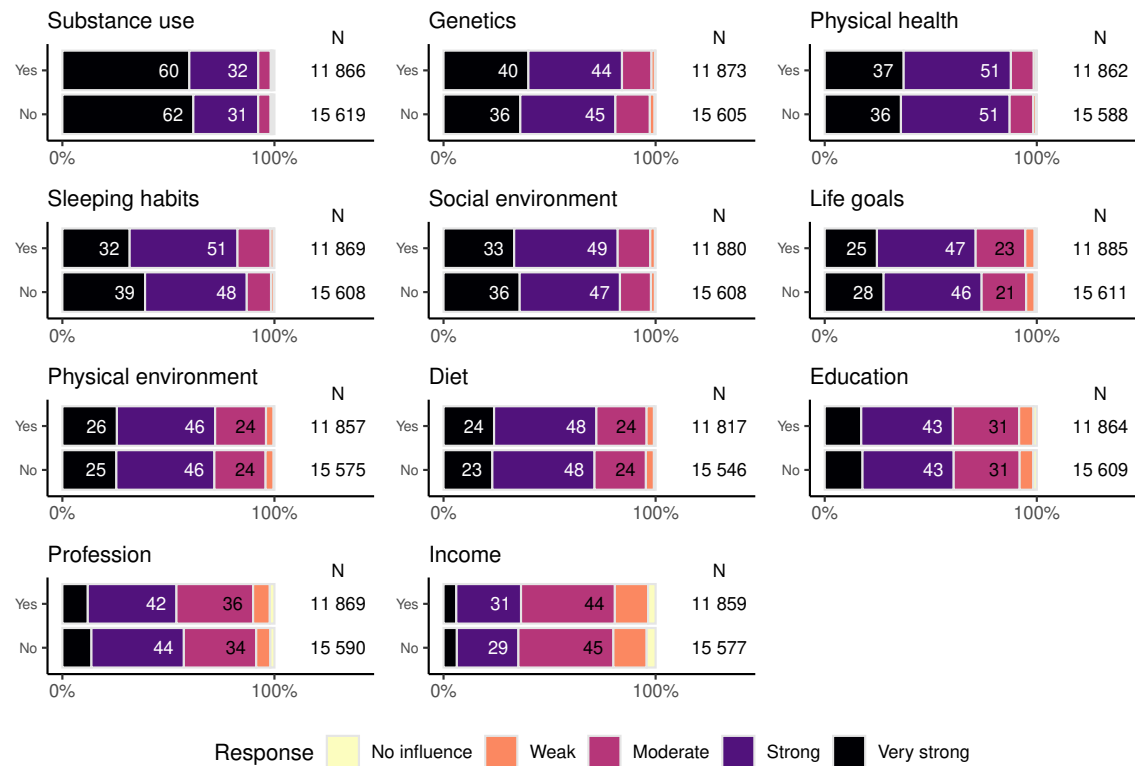 Substance use
N
Yes 60 32 11 866
No 62 31 15 619
0% 100%
Genetics
N
Yes 40 44 11 873
No 36 45 15 605
0% 100%
Physical health
N
Yes 37 51 11 862
No 36 51 15 588
0% 100%
Sleeping habits
N
Yes 32 51 11 869
No 39 48 15 608
0% 100%
Social environment
N
Yes 33 49 11 880
No 36 47 15 608
0% 100%
Life goals
N
Yes 25 47 23 11 885
No 28 46 21 15 611
0% 100%
Physical environment
N
Yes 26 46 24 11 857
No 25 46 24 15 575
0% 100%
Diet
N
Yes 24 48 24 11 817
No 23 48 24 15 546
0% 100%
Education
N
Yes 43 31 11 864
No 43 31 15 609
0% 100%
Profession
N
Yes 42 36 11 869
No 44 34 15 590
0% 100%
Income
N
Yes 31 44 11 859
No 29 45 15 577
0% 100%
Response No influence Weak Moderate Strong Very strong